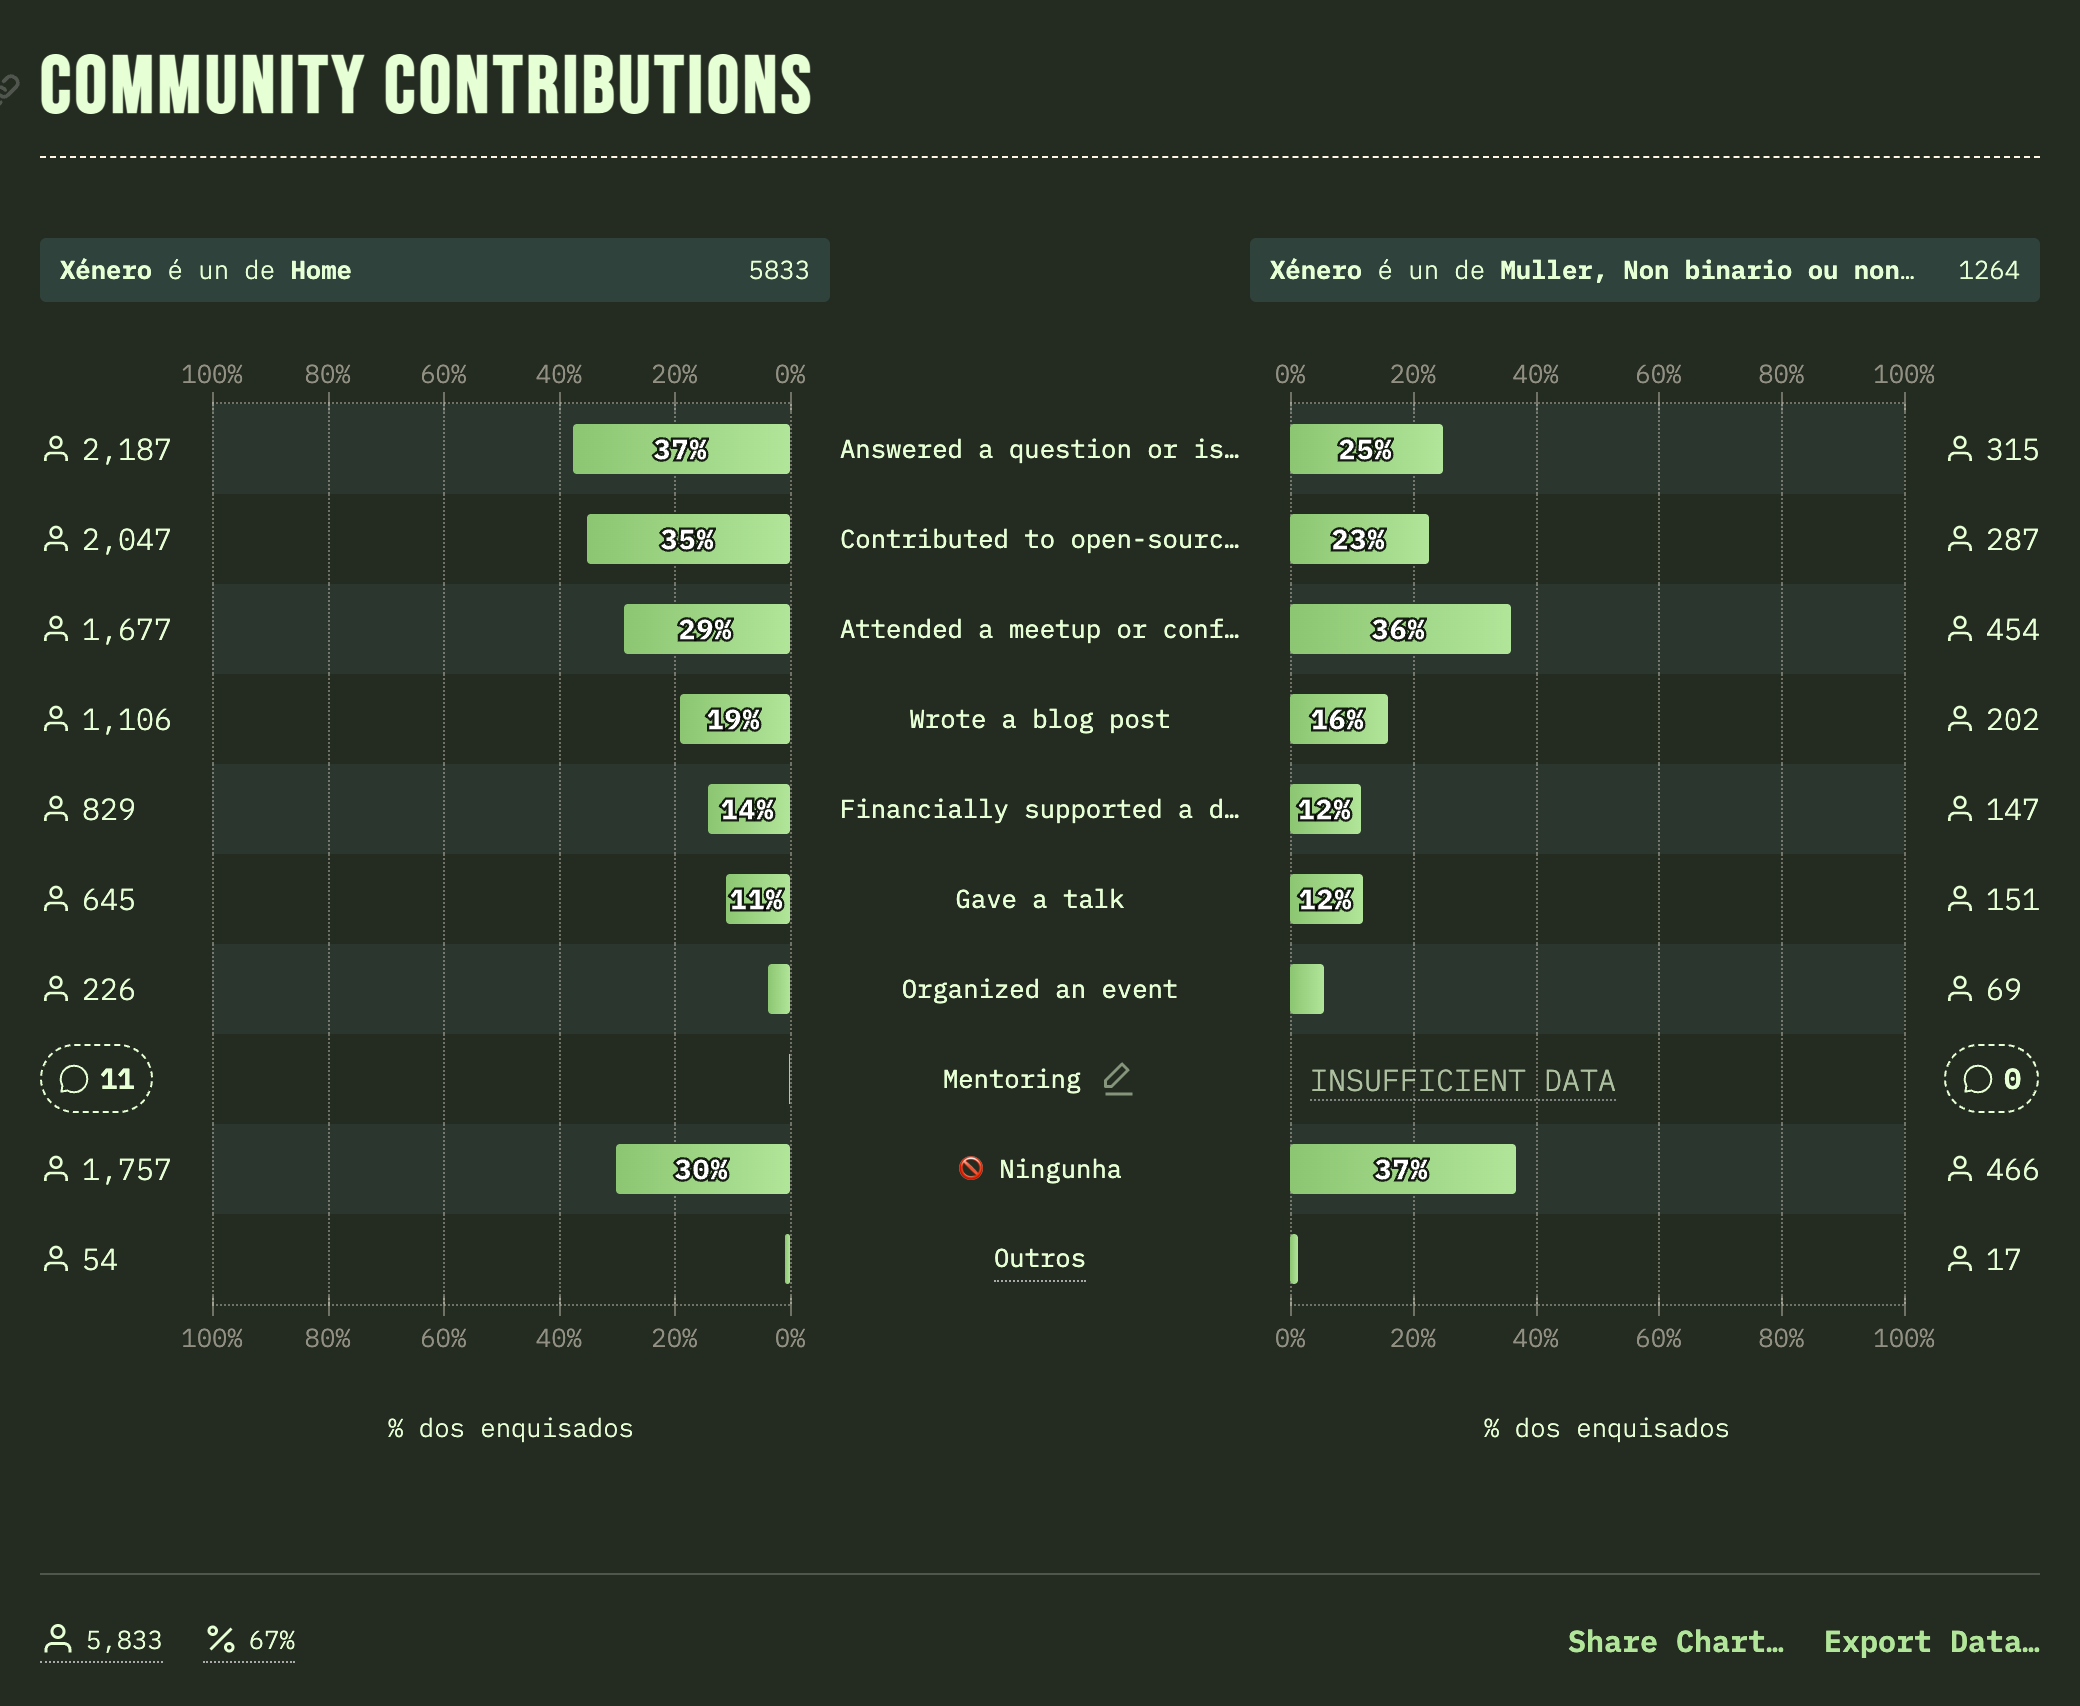 COMMUNITY CONTRIBUTIONS
Xénero é un de Home 5833
Xénero é un de Muller, Non binario ou non… 1264
100% 80% 60% 40% 20% 0% 0% 20% 40% 60% 80% 100%
2,187 37% Answered a question or is… 25% 315
2,047 35% Contributed to open-sourc… 23% 287
1,677 29% Attended a meetup or conf… 36% 454
1,106 19% Wrote a blog post 16% 202
829 14% Financially supported a d… 12% 147
645 11% Gave a talk 12% 151
226 Organized an event 69
11 Mentoring INSUFFICIENT DATA 0
1,757 30% Ningunha 37% 466
54 Outros 17
100% 80% 60% 40% 20% 0% 0% 20% 40% 60% 80% 100%
% dos enquisados % dos enquisados
5,833 % 67% Share Chart… Export Data…